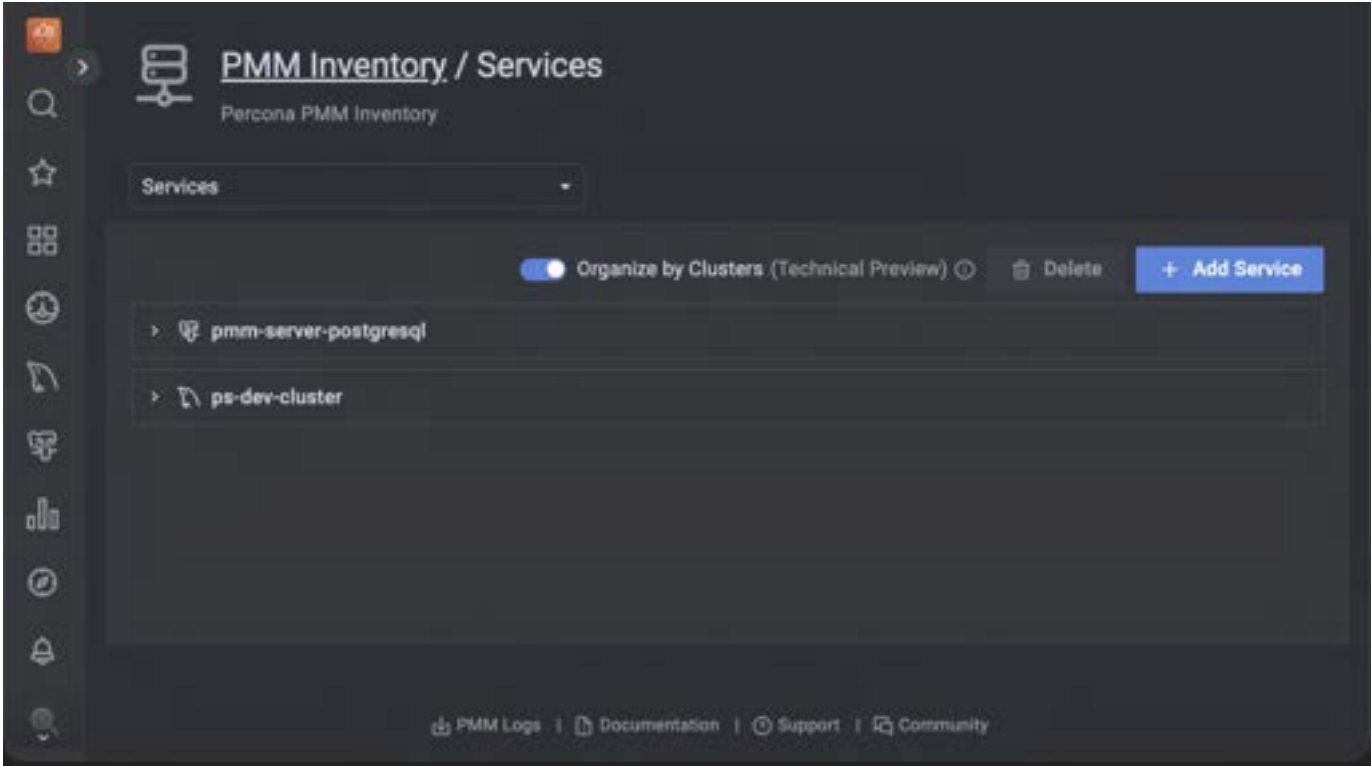 PMM Inventory / Services
Percona PMM Inventory
Services
Organize by Clusters (Technical Preview)
Delete
+ Add Service
pmm-server-postgresql
ps-dev-cluster
PMM Logs | Documentation | Support | Community